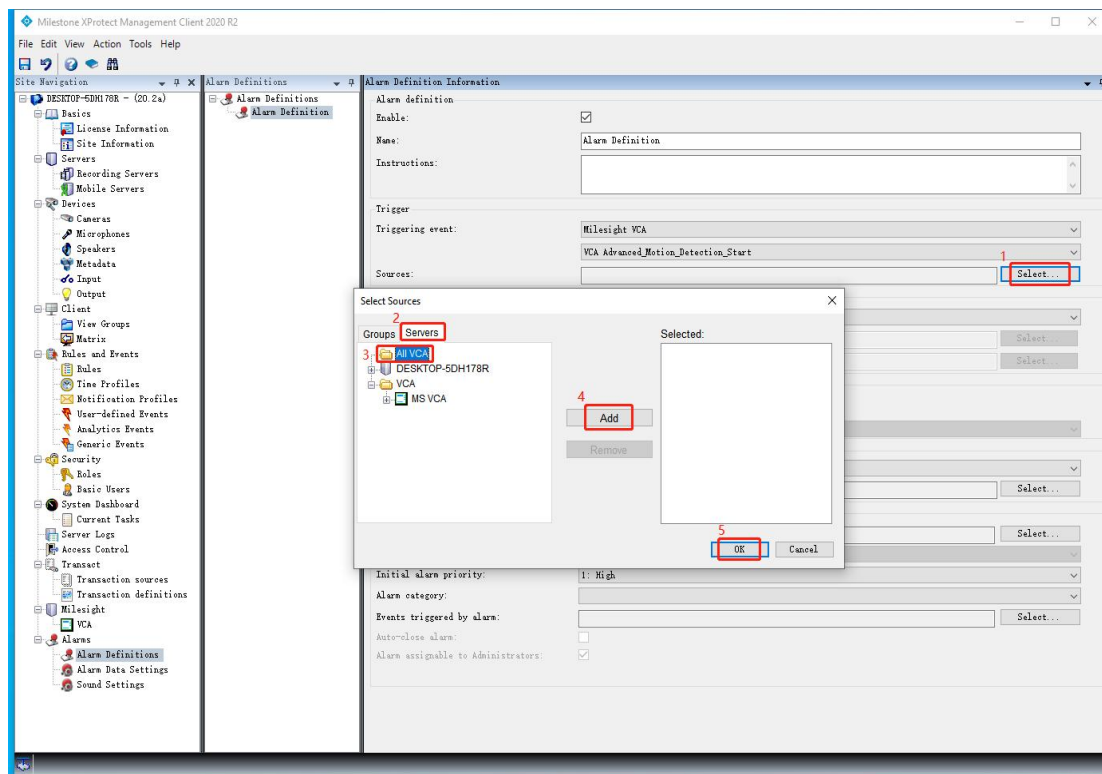 Milestone XProtect Management Client 2020 R2
File Edit View Action Tools Help
Site Navigation
DESKTOP-5DH178R - (20.2a)
Basics
License Information
Site Information
Servers
Recording Servers
Mobile Servers
Devices
Cameras
Microphones
Speakers
Metadata
Input
Output
Client
View Groups
Matrix
Rules and Events
Rules
Time Profiles
Notification Profiles
User-defined Events
Analytics Events
Generic Events
Security
Roles
Basic Users
System Dashboard
Current Tasks
Server Logs
Access Control
Transact
Transaction sources
Transaction definitions
Milesight
VCA
Alarms
Alarm Definitions
Alarm Data Settings
Sound Settings
Alarm Definitions
Alarm Definitions
Alarm Definition
Alarm Definition Information
Alarm definition
Enable:
Name: Alarm Definition
Instructions:
Trigger
Triggering event: Milesight VCA
VCA Advanced_Motion_Detection_Start
1
Sources: Select...
Select...
Select...
Select...
Select...
Select Sources
2
Groups Servers
Selected:
3 All VCA
DESKTOP-5DH178R
VCA
MS VCA
4
Add
Remove
5
OK Cancel
Initial alarm priority: 1: High
Alarm category:
Events triggered by alarm: Select...
Auto-close alarm:
Alarm assignable to Administrators: